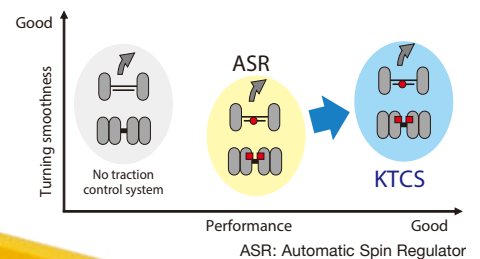 Good
Turning smoothness
No traction
control system
ASR
KTCS
Performance
Good
ASR: Automatic Spin Regulator